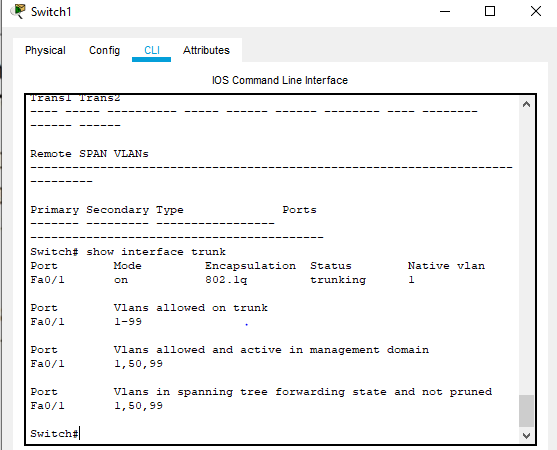 Switch1
Physical Config CLI Attributes
IOS Command Line Interface
Trans1 Trans2
---- ----- ---------- ----- ------ ------ -------- ---- --------
------ ------
Remote SPAN VLANs
------------------------------------------------------------------------------
Primary Secondary Type Ports
------- --------- ----------------- ------------------------------------------
Switch# show interface trunk
Port Mode Encapsulation Status Native vlan
Fa0/1 on 802.1q trunking 1
Port Vlans allowed on trunk
Fa0/1 1-99
Port Vlans allowed and active in management domain
Fa0/1 1,50,99
Port Vlans in spanning tree forwarding state and not pruned
Fa0/1 1,50,99
Switch#